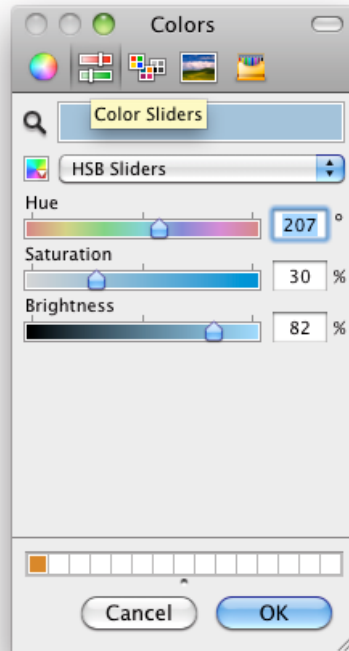 Colors
Color Sliders
HSB Sliders
Hue
207 °
Saturation
30 %
Brightness
82 %
Cancel OK